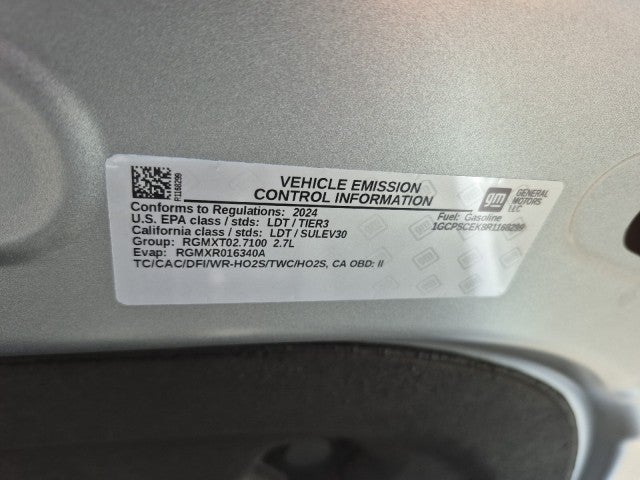 VEHICLE EMISSION
CONTROL INFORMATION
Conforms to Regulations: 2024
U.S. EPA class / stds: LDT / TIER3
California class / stds: LDT / SULEV30
Group: RGMXT02.7100 2.7L
Evap: RGMXR016340A
TC/CAC/DFI/WR-HO2S/TWC/HO2S, CA OBD: II
gm
GENERAL
MOTORS
LLC
Fuel: Gasoline
R1168299